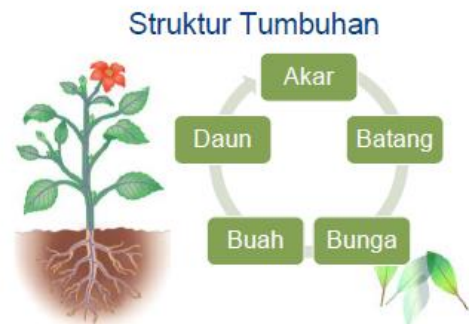 Struktur Tumbuhan
Akar
Batang
Bunga
Buah
Daun